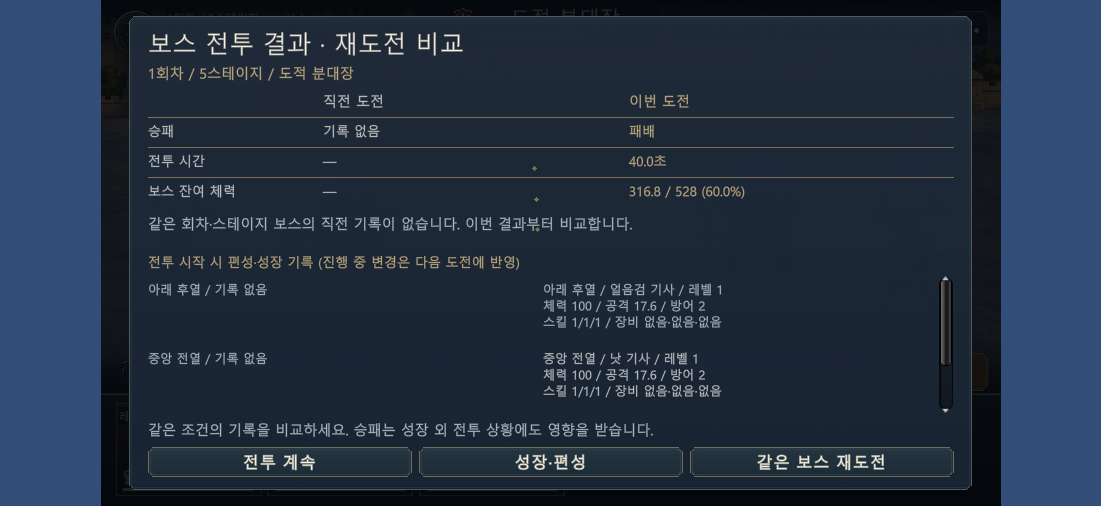 보스 전투 결과 · 재도전 비교
1회차 / 5스테이지 / 도적 분대장
직전 도전 이번 도전
승패 기록 없음 패배
전투 시간 — 40.0초
보스 잔여 체력 — 316.8 / 528 (60.0%)
같은 회차·스테이지 보스의 직전 기록이 없습니다. 이번 결과부터 비교합니다.
전투 시작 시 편성·성장 기록 (진행 중 변경은 다음 도전에 반영)
아래 후열 / 기록 없음 아래 후열 / 얼음검 기사 / 레벨 1
체력 100 / 공격 17.6 / 방어 2
스킬 1/1/1 / 장비 없음·없음·없음
중앙 전열 / 기록 없음 중앙 전열 / 낫 기사 / 레벨 1
체력 100 / 공격 17.6 / 방어 2
스킬 1/1/1 / 장비 없음·없음·없음
같은 조건의 기록을 비교하세요. 승패는 성장 외 전투 상황에도 영향을 받습니다.
전투 계속 성장·편성 같은 보스 재도전